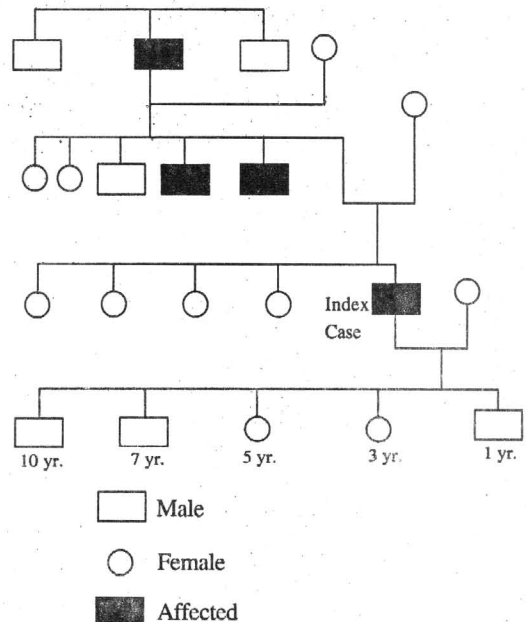 Index
Case
10 yr. 7 yr. 5 yr. 3 yr. 1 yr.
Male
Female
Affected